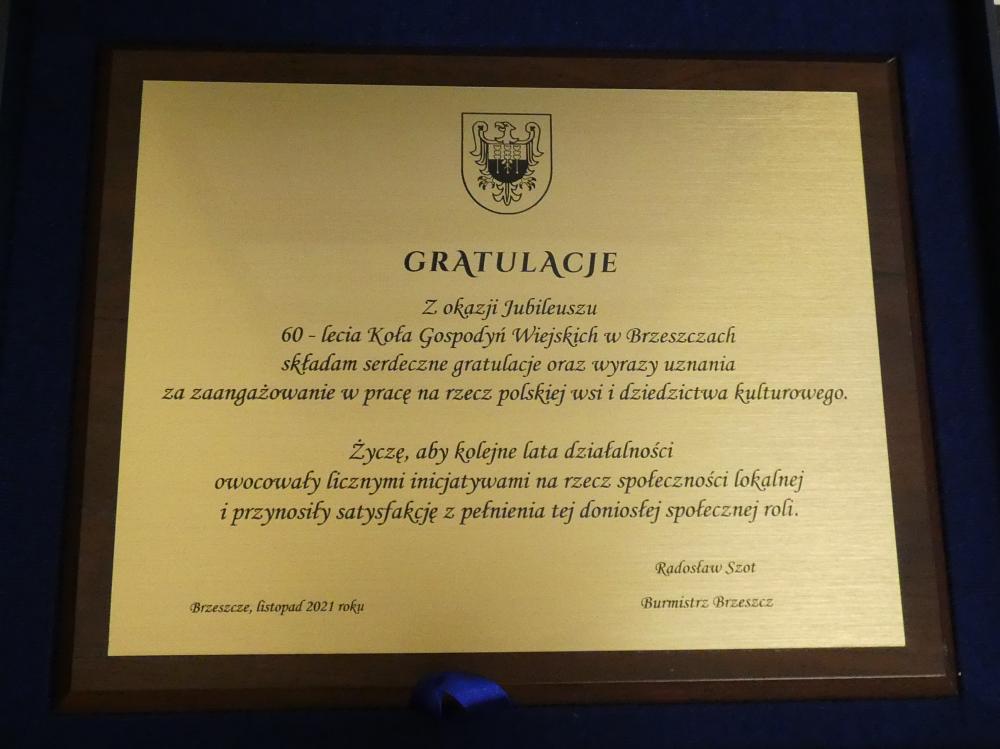 GRATULACJE
Z okazji Jubileuszu
60 - lecia Koła Gospodyń Wiejskich w Brzeszczach
składam serdeczne gratulacje oraz wyrazy uznania
za zaangażowanie w pracę na rzecz polskiej wsi i dziedzictwa kulturowego.
Życzę, aby kolejne lata działalności
owocowały licznymi inicjatywami na rzecz społeczności lokalnej
i przynosiły satysfakcję z pełnienia tej doniosłej społecznej roli.
Radosław Szot
Brzeszcze, listopad 2021 roku
Burmistrz Brzeszcz